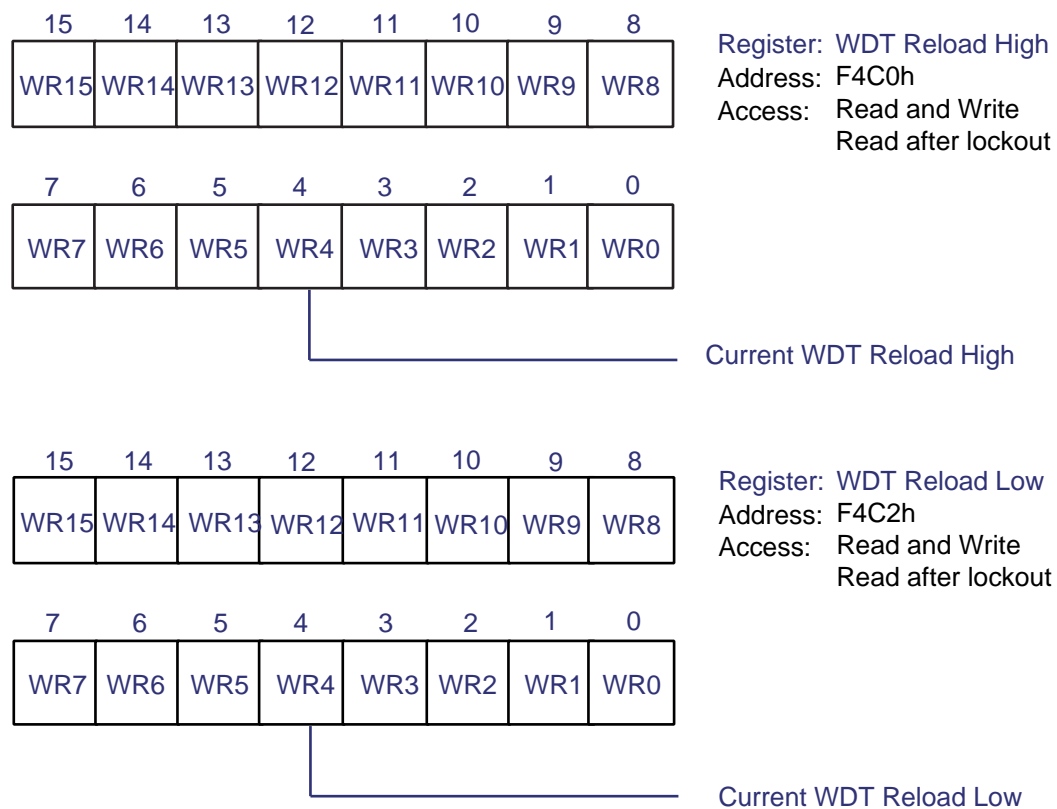 15 14 13 12 11 10 9 8
WR15 WR14 WR13 WR12 WR11 WR10 WR9 WR8
Register: WDT Reload High
Address: F4C0h
Access: Read and Write
Read after lockout
7 6 5 4 3 2 1 0
WR7 WR6 WR5 WR4 WR3 WR2 WR1 WR0
Current WDT Reload High
15 14 13 12 11 10 9 8
WR15 WR14 WR13 WR12 WR11 WR10 WR9 WR8
Register: WDT Reload Low
Address: F4C2h
Access: Read and Write
Read after lockout
7 6 5 4 3 2 1 0
WR7 WR6 WR5 WR4 WR3 WR2 WR1 WR0
Current WDT Reload Low